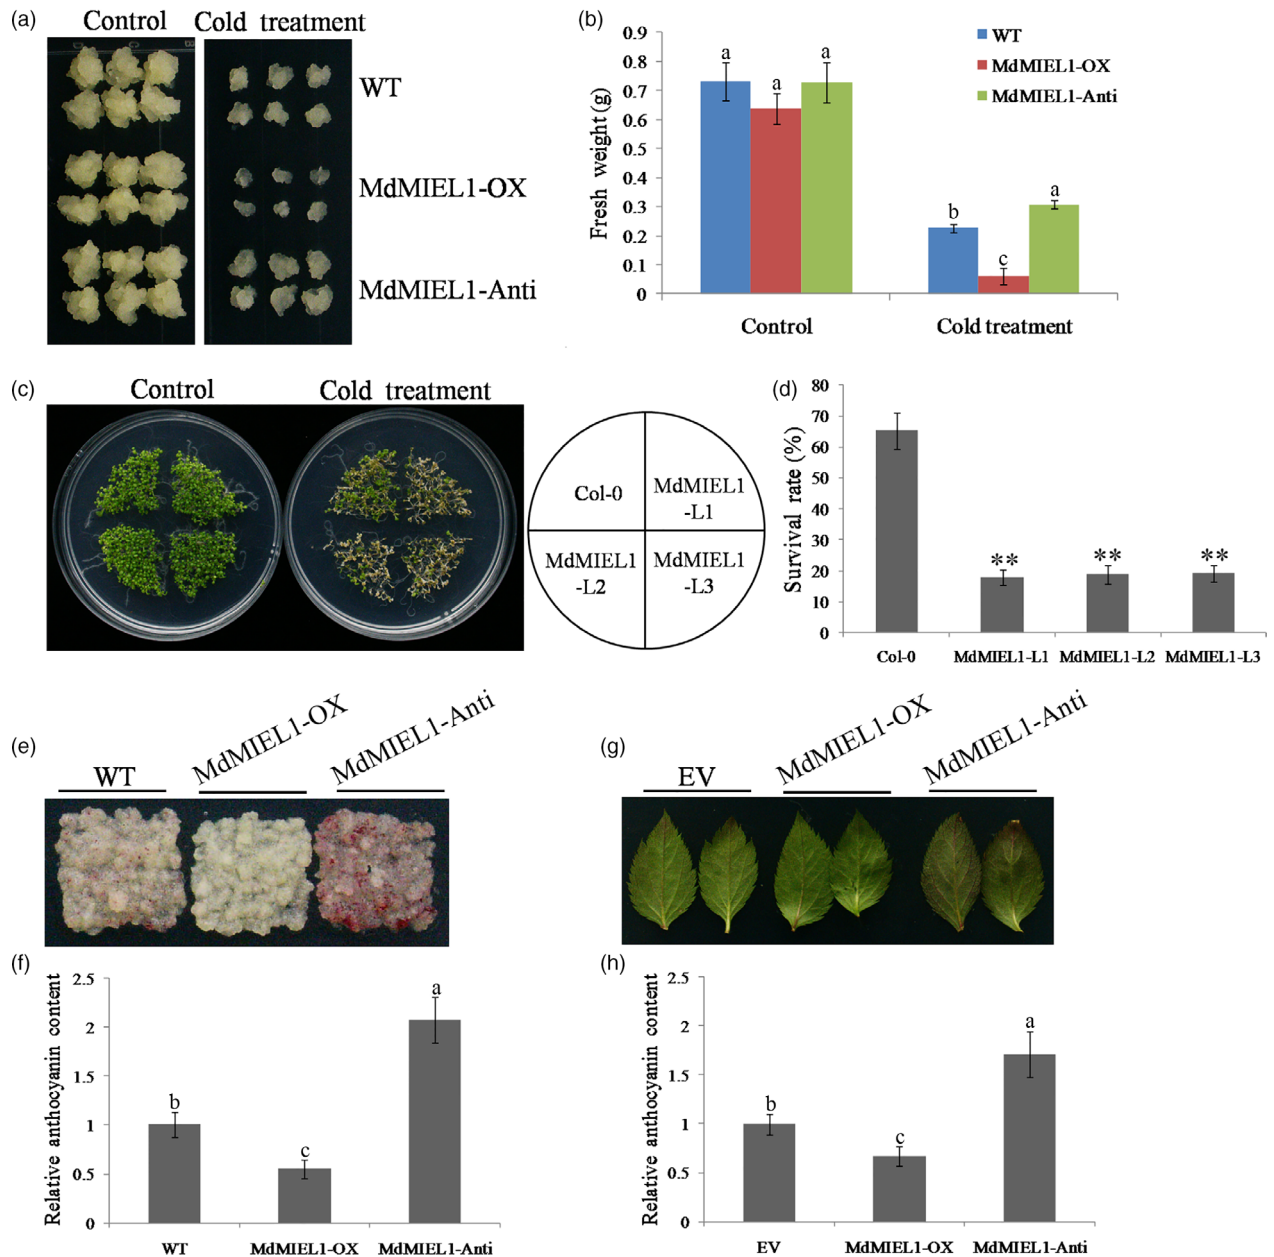 (a)
Control Cold treatment
WT
MdMIEL1-OX
MdMIEL1-Anti
(b)
0.9
0.8
0.7
0.6
0.5
0.4
0.3
0.2
0.1
0
Fresh weight (g)
a
a
a
b
c
a
WT
MdMIEL1-OX
MdMIEL1-Anti
Control
Cold treatment
(c)
Control
Cold treatment
Col-0
MdMIEL1
-L1
MdMIEL1
-L2
MdMIEL1
-L3
(d)
80
70
60
50
40
30
20
10
0
Survival rate (%)
**
**
**
Col-0
MdMIEL1-L1
MdMIEL1-L2
MdMIEL1-L3
(e)
WT
MdMIEL1-OX
MdMIEL1-Anti
(f)
2.5
2
1.5
1
0.5
0
Relative anthocyanin content
b
c
a
WT
MdMIEL1-OX
MdMIEL1-Anti
(g)
EV
MdMIEL1-OX
MdMIEL1-Anti
(h)
2.5
2
1.5
1
0.5
0
Relative anthocyanin content
b
c
a
EV
MdMIEL1-OX
MdMIEL1-Anti